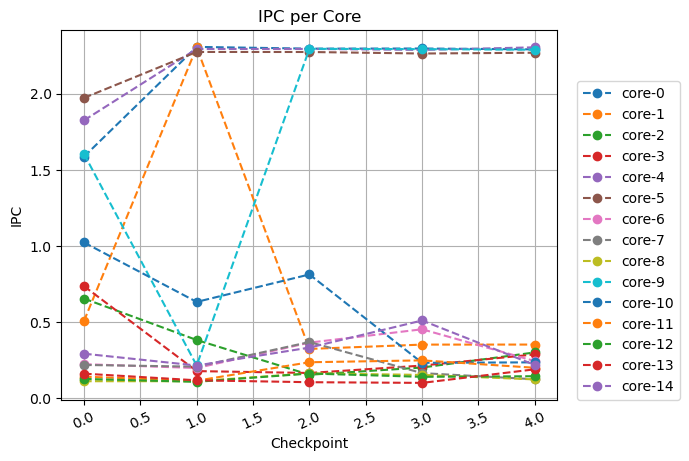 IPC per Core
IPC
2.0
1.5
1.0
0.5
0.0
0.0
0.5
1.0
1.5
2.0
2.5
3.0
3.5
4.0
Checkpoint
core-0
core-1
core-2
core-3
core-4
core-5
core-6
core-7
core-8
core-9
core-10
core-11
core-12
core-13
core-14